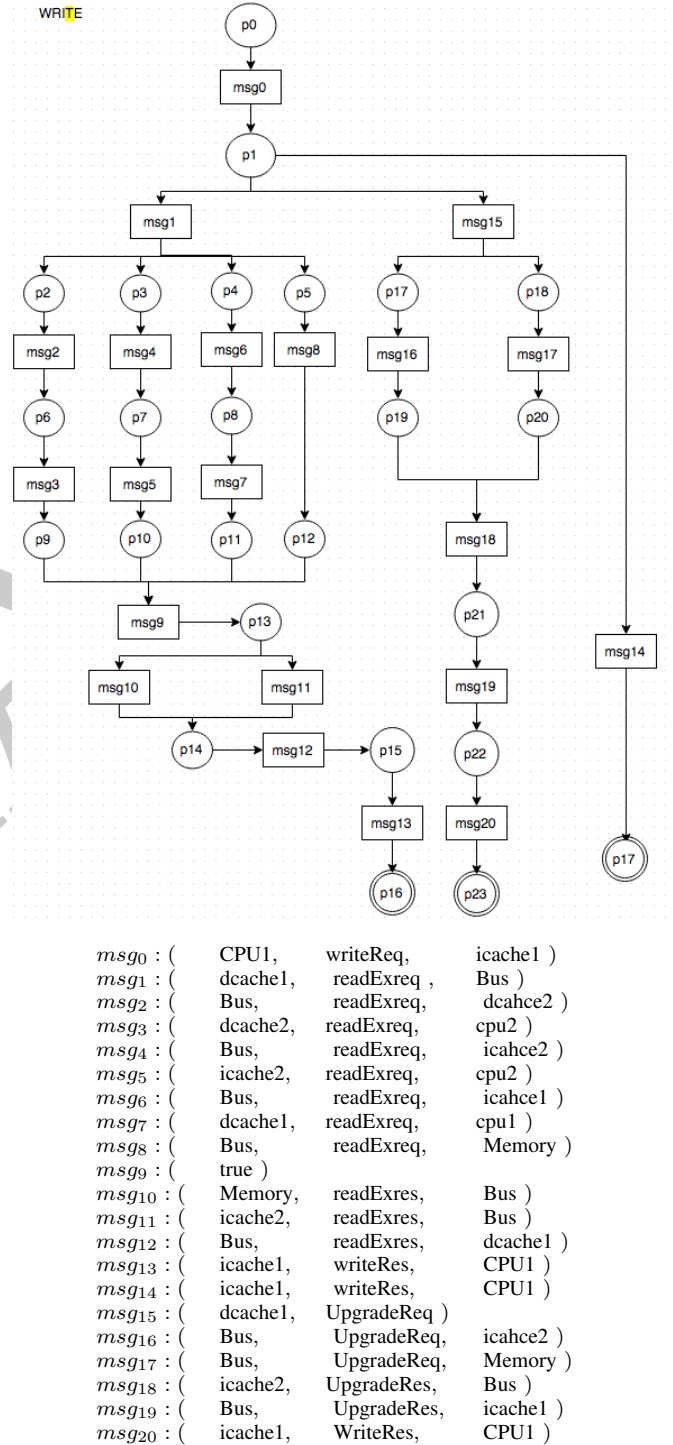 WRITE
p0
msg0
p1
msg1 msg15
p2 p3 p4 p5 p17 p18
msg2 msg4 msg6 msg8 msg16 msg17
p6 p7 p8 p19 p20
msg3 msg5 msg7
p9 p10 p11 p12 msg18
msg9 p13 p21
msg14
msg10 msg11 msg19
p14 msg12 p15 p22
msg13 msg20
p17
p16 p23
msg0 : ( CPU1, writeReq, icache1 )
msg1 : ( dcache1, readExreq , Bus )
msg2 : ( Bus, readExreq, dcahce2 )
msg3 : ( dcache2, readExreq, cpu2 )
msg4 : ( Bus, readExreq, icahce2 )
msg5 : ( icache2, readExreq, cpu2 )
msg6 : ( Bus, readExreq, icahce1 )
msg7 : ( dcache1, readExreq, cpu1 )
msg8 : ( Bus, readExreq, Memory )
msg9 : ( true )
msg10 : ( Memory, readExres, Bus )
msg11 : ( icache2, readExres, Bus )
msg12 : ( Bus, readExres, dcache1 )
msg13 : ( icache1, writeRes, CPU1 )
msg14 : ( icache1, writeRes, CPU1 )
msg15 : ( dcache1, UpgradeReq )
msg16 : ( Bus, UpgradeReq, icahce2 )
msg17 : ( Bus, UpgradeReq, Memory )
msg18 : ( icache2, UpgradeRes, Bus )
msg19 : ( Bus, UpgradeRes, icache1 )
msg20 : ( icache1, WriteRes, CPU1 )